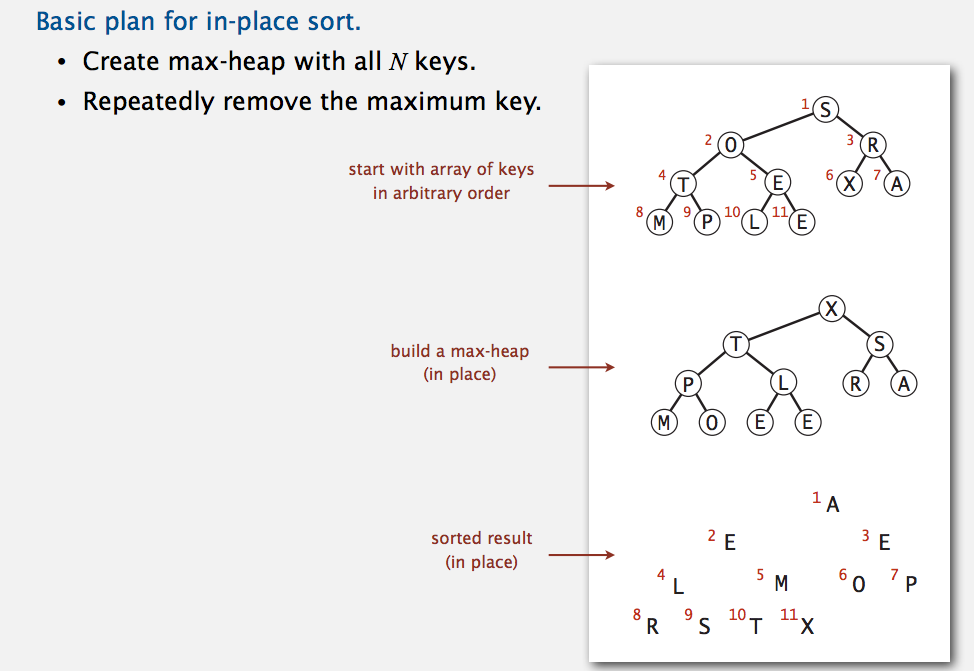 Basic plan for in-place sort.
• Create max-heap with all N keys.
• Repeatedly remove the maximum key.
start with array of keys
in arbitrary order
1 S
2 O 3 R
4 T 5 E 6 X 7 A
8 M 9 P 10 L 11 E
build a max-heap
(in place)
X
T S
P L R A
M O E E
sorted result
(in place)
1 A
2 E 3 E
4 L 5 M 6 O 7 P
8 R 9 S 10 T 11 X